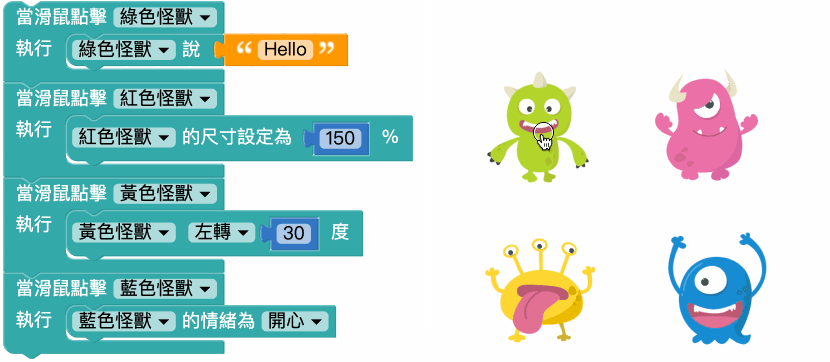 當滑鼠點擊 綠色怪獸
執行 綠色怪獸 說 “ Hello ”
當滑鼠點擊 紅色怪獸
執行 紅色怪獸 的尺寸設定為 150 %
當滑鼠點擊 黃色怪獸
執行 黃色怪獸 左轉 30 度
當滑鼠點擊 藍色怪獸
執行 藍色怪獸 的情緒為 開心